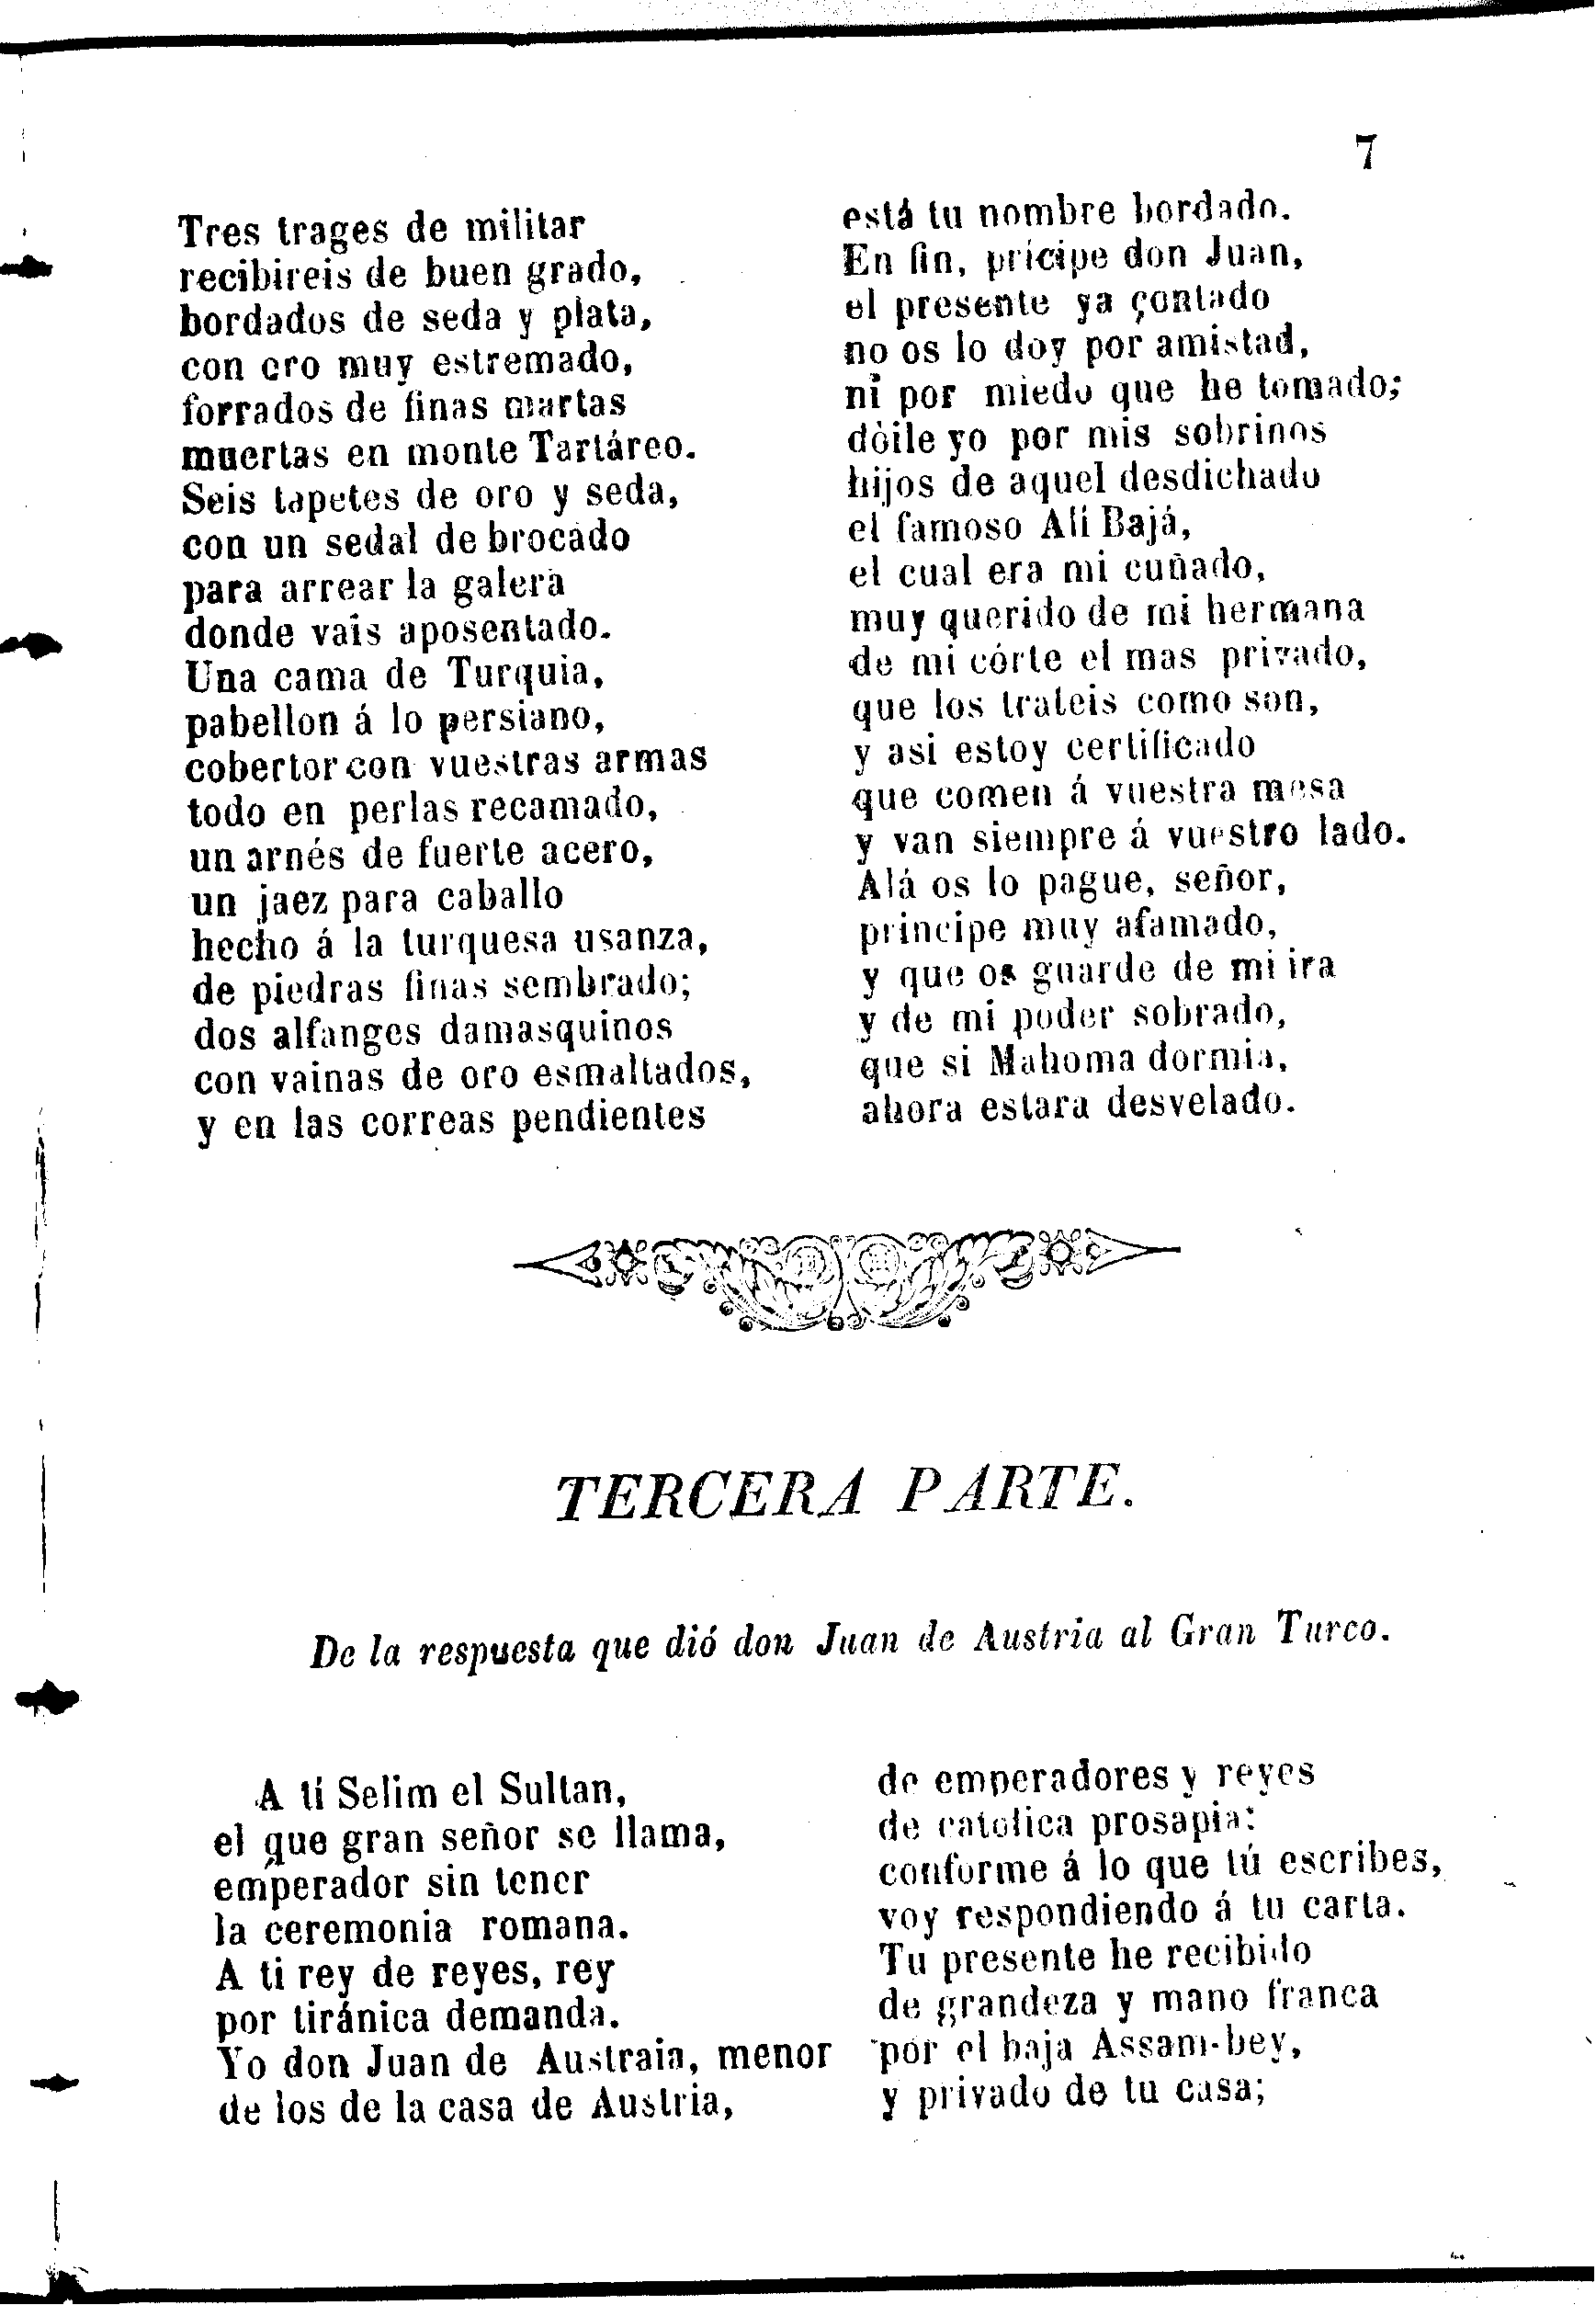 7
Tres trages de militar
recibireis de buen grado,
bordados de seda y plata,
con oro muy estremado,
forrados de finas martas
muertas en monte Tartáreo.
Seis tapetes de oro y seda,
con un sedal de brocado
para arrear la galera
donde vais aposentado.
Una cama de Turquia,
pabellon á lo persiano,
cobertor con vuestras armas
todo en perlas recamado,
un arnés de fuerte acero,
un jaez para caballo
hecho á la turquesa usanza,
de piedras finas sembrado;
dos alfanges damasquinos
con vainas de oro esmaltados,
y en las correas pendientes
está tu nombre bordado.
En fin, prícipe don Juan,
el presente ya contado
no os lo doy por amistad,
ni por miedo que he tomado;
dòile yo por mis sobrinos
hijos de aquel desdichado
el famoso Alí Bajá,
el cual era mi cuñado,
muy querido de mi hermana
de mi córte el mas privado,
que los trateis como son,
y asi estoy certificado
que comen á vuestra mesa
y van siempre á vuestro lado.
Alá os lo pague, señor,
principe muy afamado,
y que os guarde de mi ira
y de mi poder sobrado,
que si Mahoma dormia,
ahora estara desvelado.
TERCERA PARTE.
De la respuesta que dió don Juan de Austria al Gran Turco.
A tí Selim el Sultan,
el que gran señor se llama,
emperador sin tener
la ceremonia romana.
A ti rey de reyes, rey
por tiránica demanda.
Yo don Juan de Austraia, menor
de los de la casa de Austria,
de emperadores y reyes
de catolica prosapia:
conforme á lo que tú escribes,
voy respondiendo á tu carta.
Tu presente he recibido
de grandeza y mano franca
por el baja Assam-bey,
y privado de tu casa;